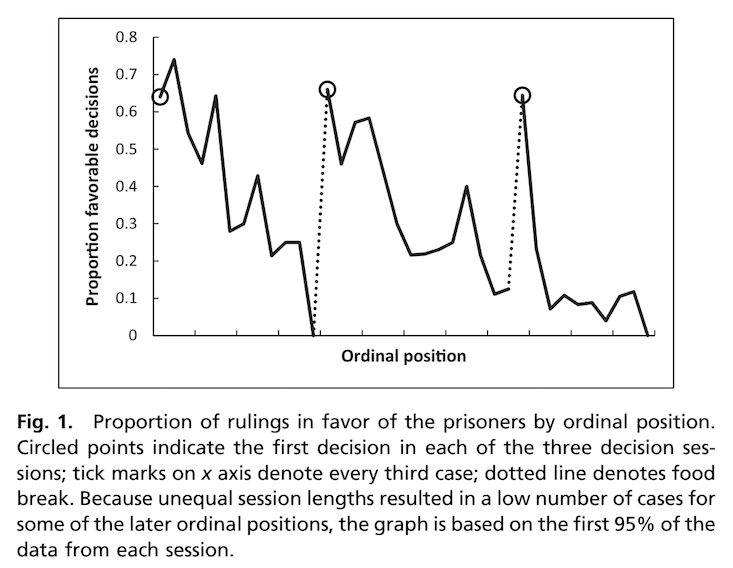 0.8
0.7
0.6
0.5
0.4
0.3
0.2
0.1
0
Proportion favorable decisions
Ordinal position
Fig. 1. Proportion of rulings in favor of the prisoners by ordinal position.
Circled points indicate the first decision in each of the three decision ses-
sions; tick marks on x axis denote every third case; dotted line denotes food
break. Because unequal session lengths resulted in a low number of cases for
some of the later ordinal positions, the graph is based on the first 95% of the
data from each session.